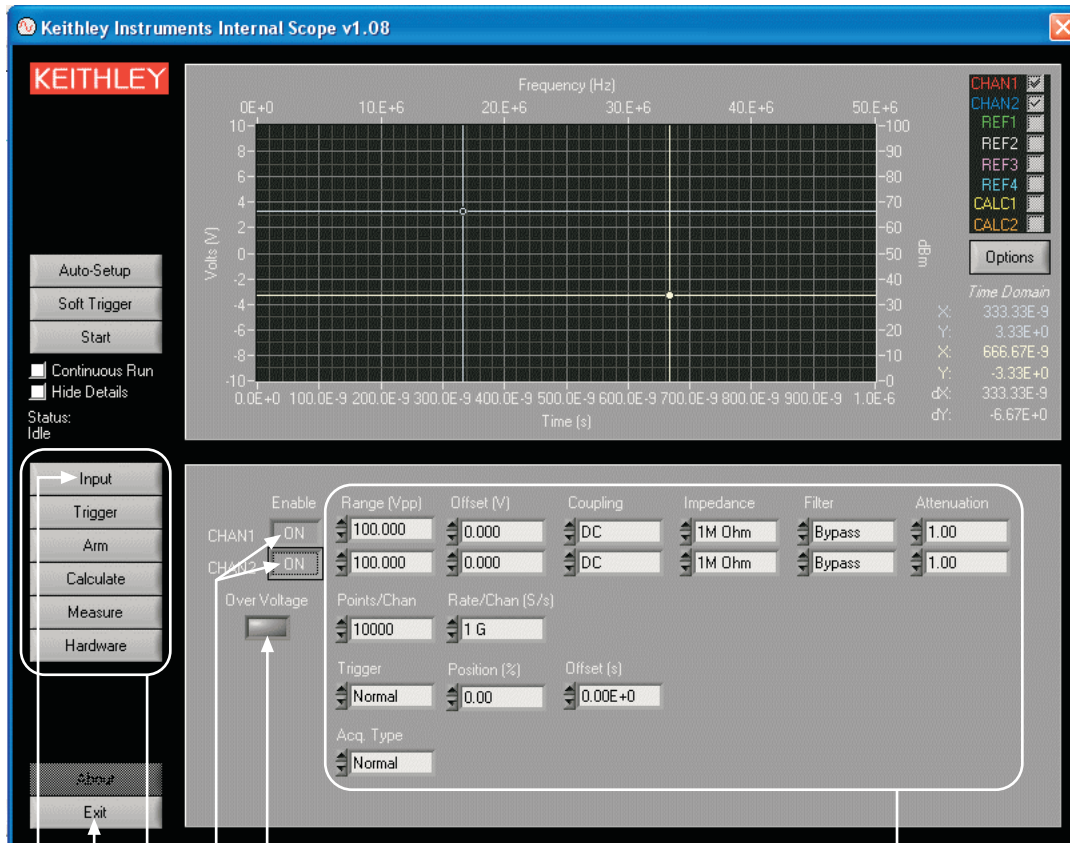 Keithley Instruments Internal Scope v1.08
KEITHLEY
Frequency (Hz)
0E+0 10.E+6 20.E+6 30.E+6 40.E+6 50.E+6
10 8 6 4 2 0 -2 -4 -6 -8 -10
Volts (V)
100 90 80 70 60 50 40 30 20 10 0
dBm
0.0E+0 100.0E-9 200.0E-9 300.0E-9 400.0E-9 500.0E-9 600.0E-9 700.0E-9 800.0E-9 900.0E-9 1.0E-6
Time (s)
CHAN1
CHAN2
REF1
REF2
REF3
REF4
CALC1
CALC2
Options
Time Domain
X: 333.33E-9
Y: 3.33E+0
X: 666.67E-9
Y: -3.33E+0
dX: 333.33E-9
dY: -6.67E+0
Auto-Setup
Soft Trigger
Start
Continuous Run
Hide Details
Status:
Idle
Input
Trigger
Arm
Calculate
Measure
Hardware
About
Exit
Enable Range (Vpp) Offset (V) Coupling Impedance Filter Attenuation
CHAN1 ON 100.000 0.000 DC 1M Ohm Bypass 1.00
CHAN2 ON 100.000 0.000 DC 1M Ohm Bypass 1.00
Over Voltage Points/Chan Rate/Chan (S/s)
10000 1 G
Trigger Position (%) Offset (s)
Normal 0.00 0.00E+0
Acq. Type
Normal